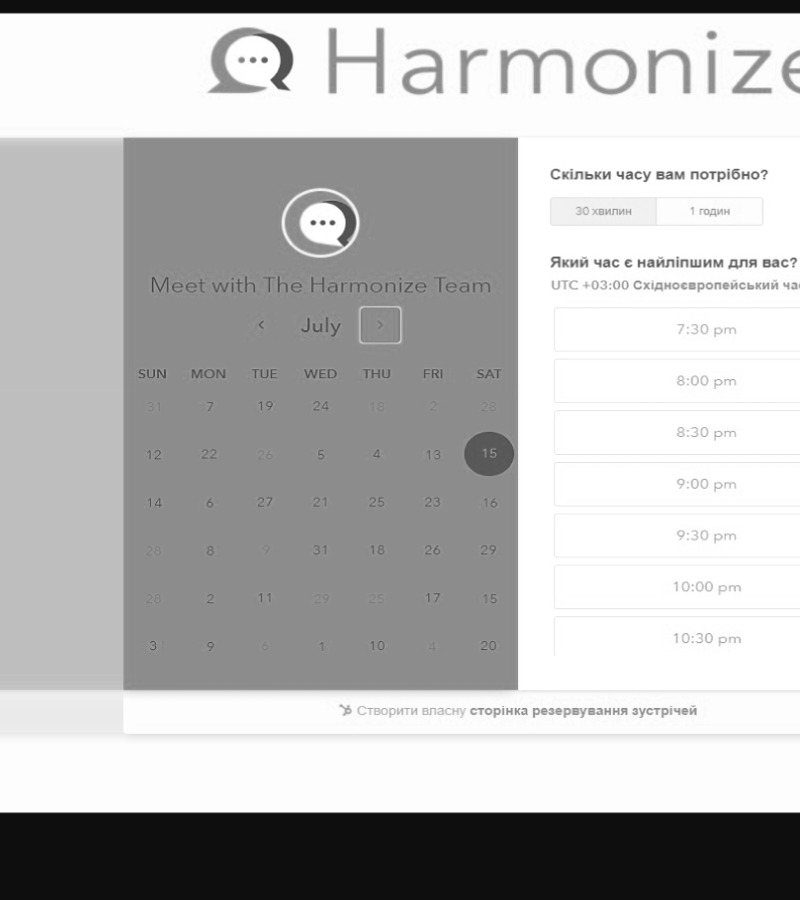 Harmonize
Meet with The Harmonize Team
July
SUN MON TUE WED THU FRI SAT
31 7 19 24 18 2 28
12 22 26 5 4 13 15
14 6 27 21 25 23 16
28 8 9 31 18 26 29
28 2 11 29 25 17 15
3 9 6 1 10 4 20
Скільки часу вам потрібно?
30 хвилин 1 годин
Який час є найліпшим для вас?
UTC +03:00 Східноєвропейський
7:30 pm
8:00 pm
8:30 pm
9:00 pm
9:30 pm
10:00 pm
10:30 pm
Створити власну сторінка резервування зустрічей